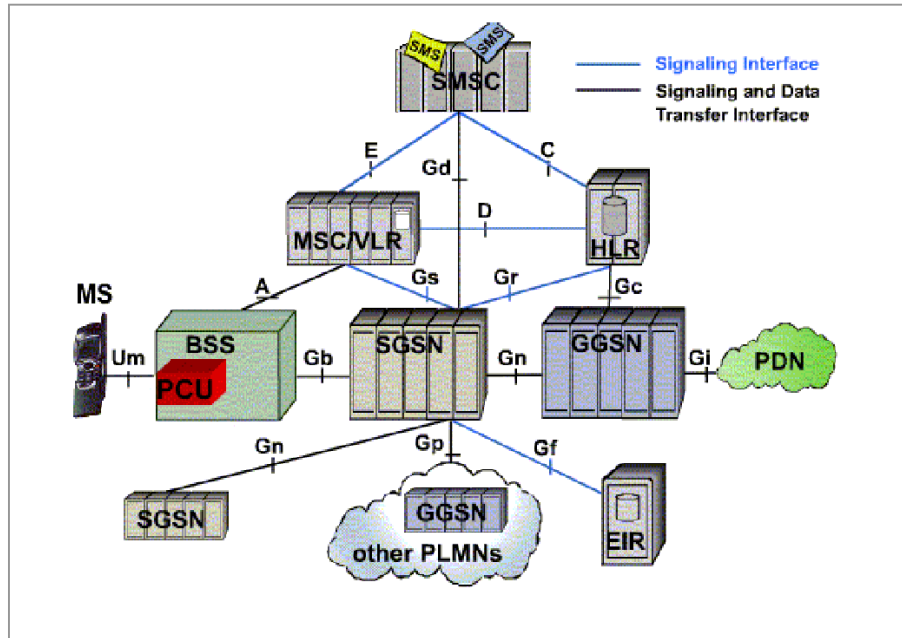 SMS
SMS
SMSC
Signaling Interface
Signaling and Data
Transfer Interface
E
Gd
C
D
MSC/VLR
HLR
A
Gs
Gr
Gc
MS
BSS
SGSN
GGSN
Um
PCU
Gb
Gn
Gi
PDN
Gn
Gp
Gf
SGSN
GGSN
EIR
other PLMNs